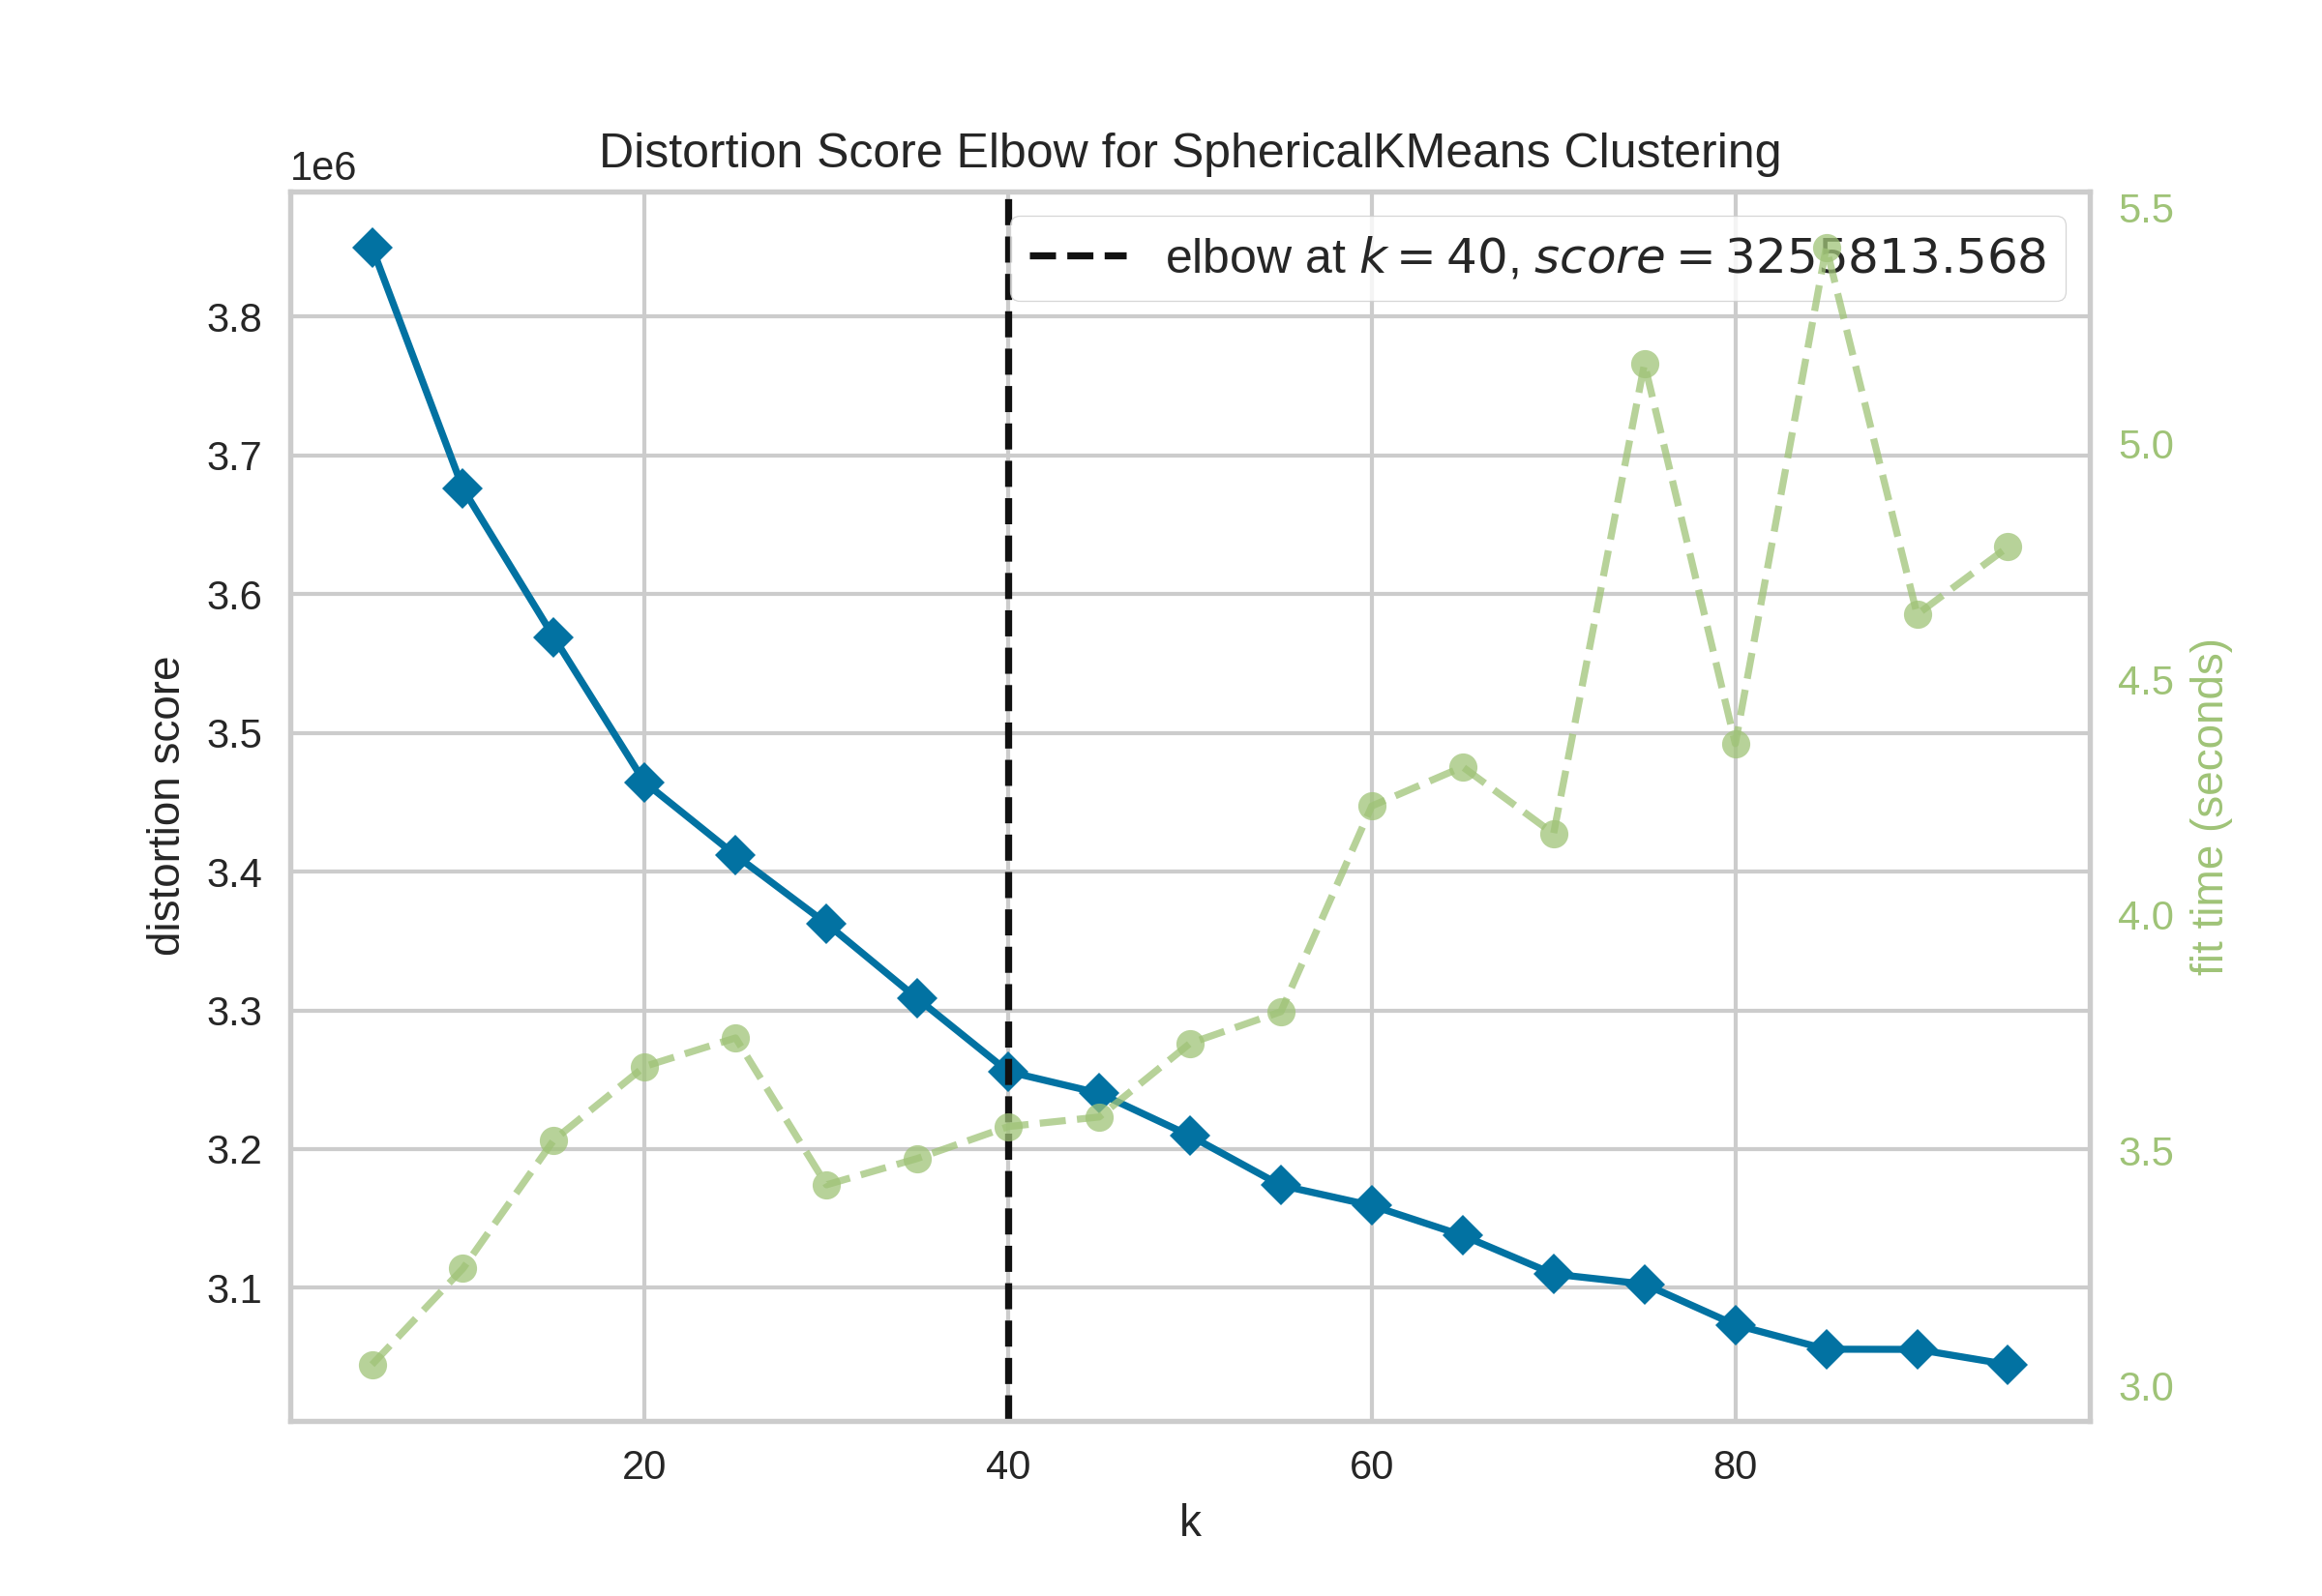 Distortion Score Elbow for SphericalKMeans Clustering
1e6
elbow at k = 40, score = 3255813.568
distortion score
3.8
3.7
3.6
3.5
3.4
3.3
3.2
3.1
5.5
5.0
4.5
4.0
3.5
3.0
fit time (seconds)
20 40 60 80
k